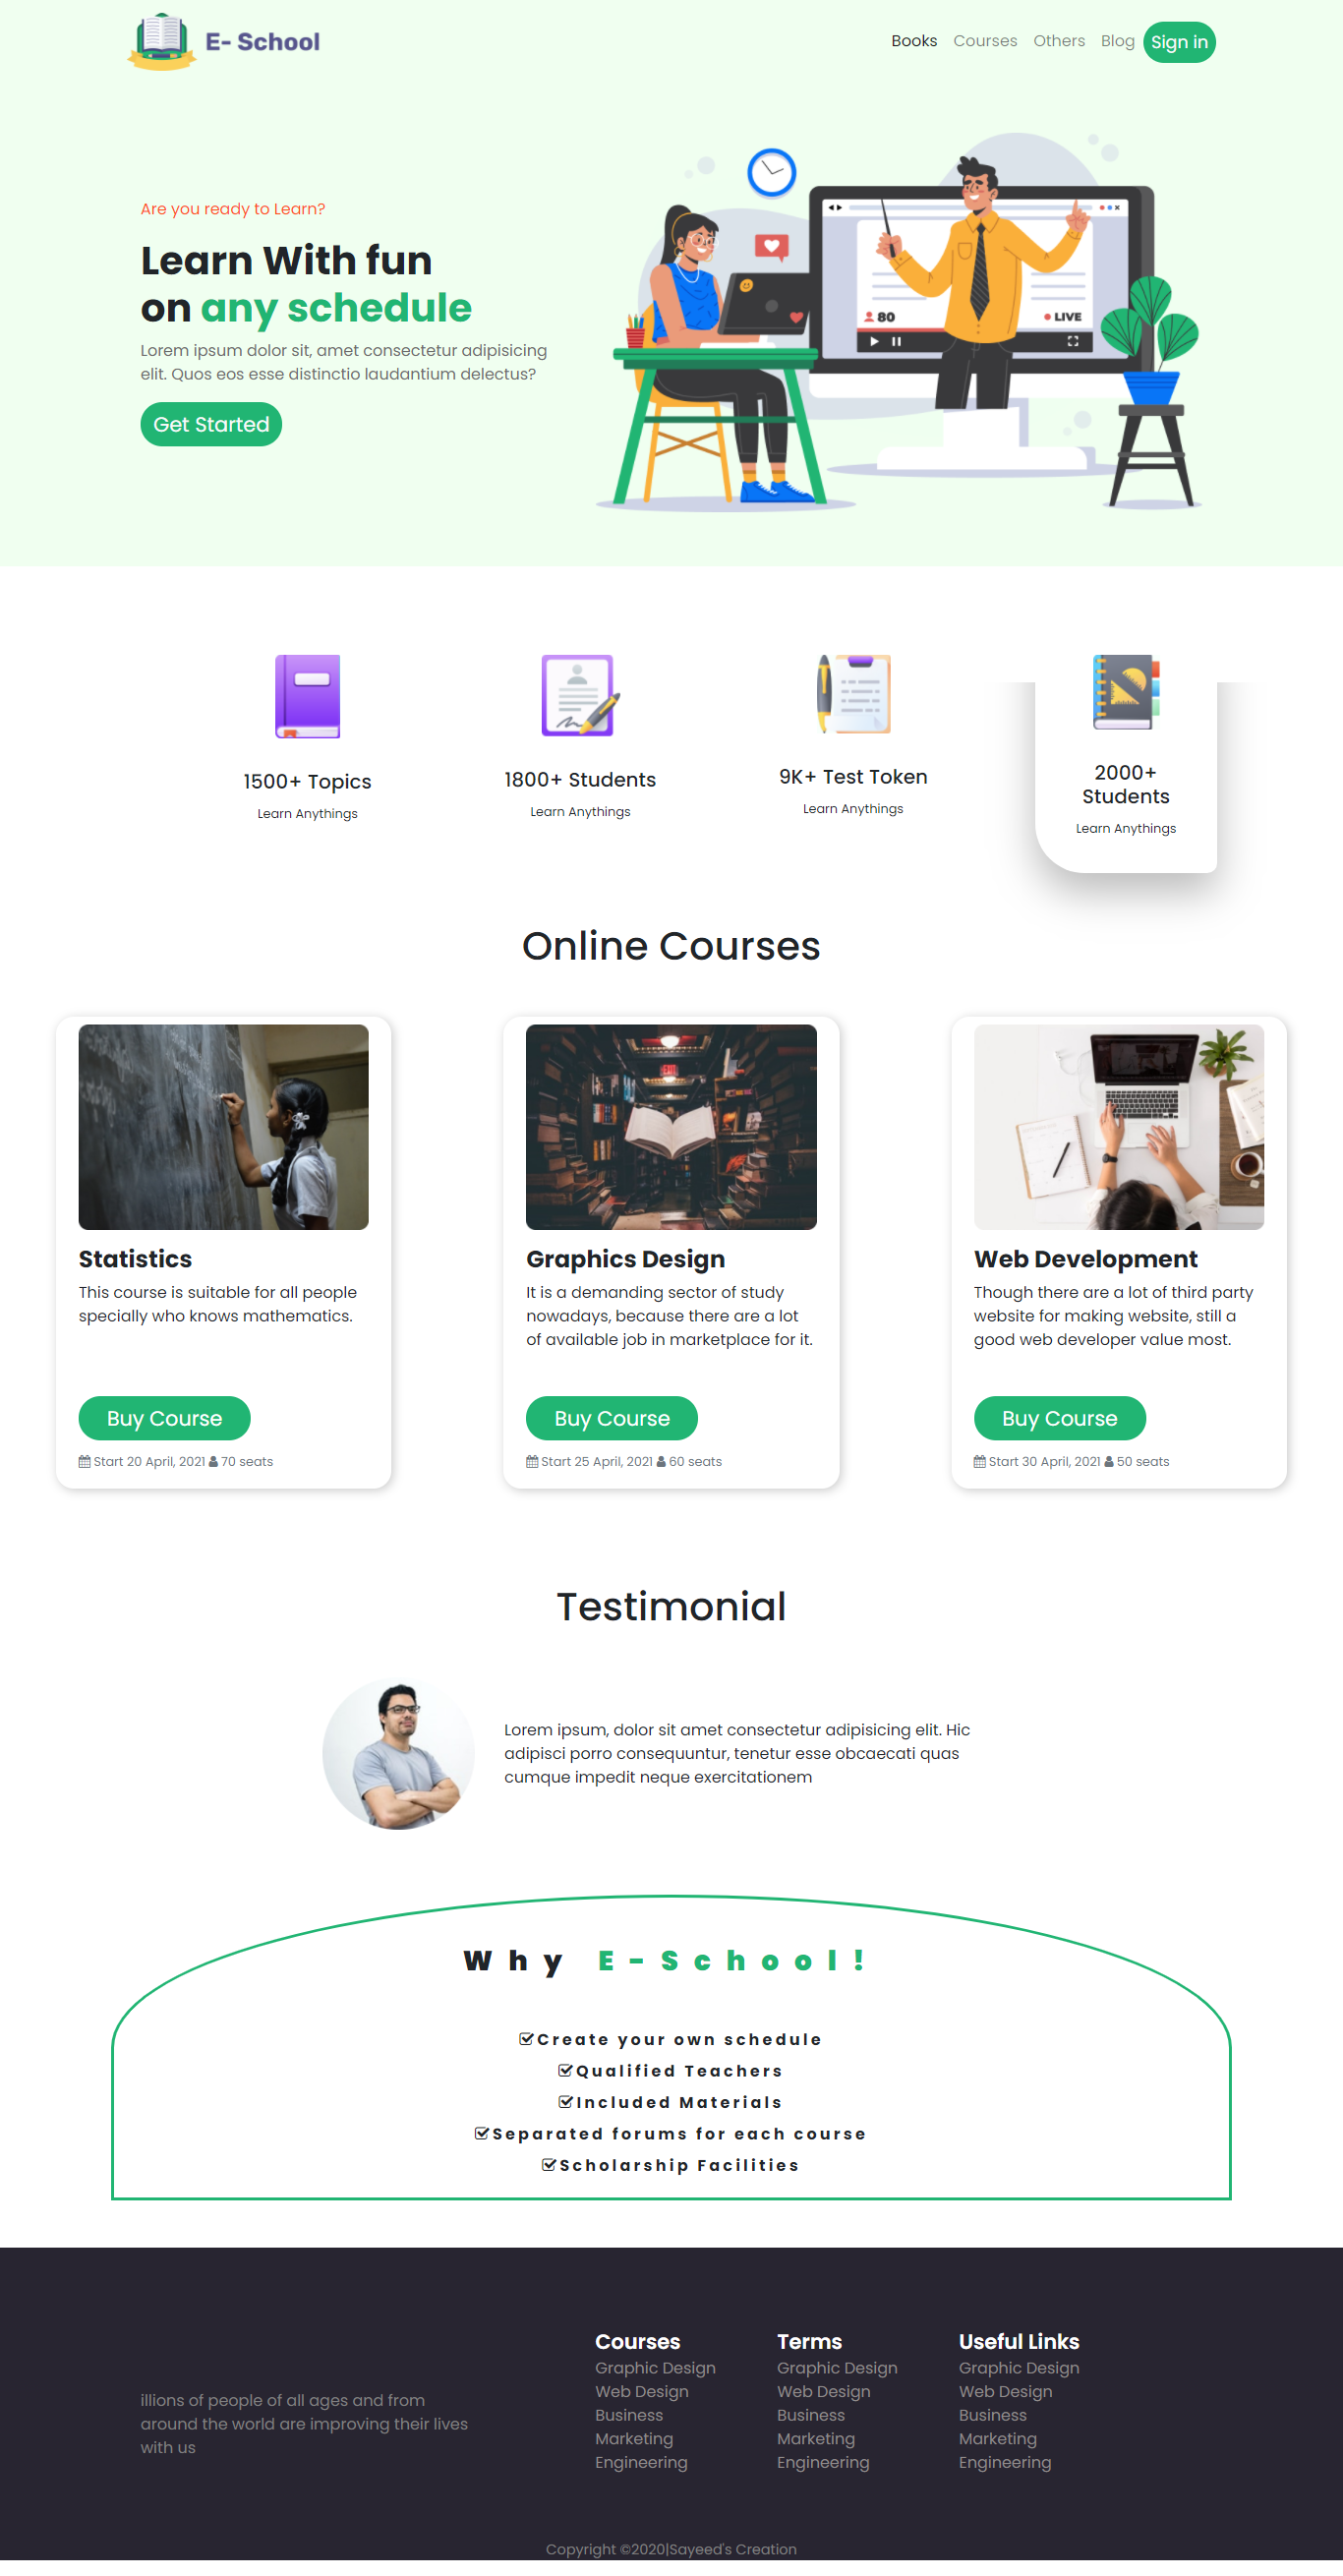 E- School
Books Courses Others Blog Sign in
Are you ready to Learn?
Learn With fun
on any schedule
Lorem ipsum dolor sit, amet consectetur adipisicing
elit. Quos eos esse distinctio laudantium delectus?
Get Started
80
LIVE
1500+ Topics
Learn Anythings
1800+ Students
Learn Anythings
9K+ Test Token
Learn Anythings
2000+
Students
Learn Anythings
Online Courses
EXIT
Statistics
This course is suitable for all people
specially who knows mathematics.
Buy Course
Start 20 April, 2021 70 seats
Graphics Design
It is a demanding sector of study
nowadays, because there are a lot
of available job in marketplace for it.
Buy Course
Start 25 April, 2021 60 seats
Web Development
Though there are a lot of third party
website for making website, still a
good web developer value most.
Buy Course
Start 30 April, 2021 50 seats
Testimonial
Lorem ipsum, dolor sit amet consectetur adipisicing elit. Hic
adipisci porro consequuntur, tenetur esse obcaecati quas
cumque impedit neque exercitationem
Why E-School!
Create your own schedule
Qualified Teachers
Included Materials
Separated forums for each course
Scholarship Facilities
illions of people of all ages and from
around the world are improving their lives
with us
Courses
Graphic Design
Web Design
Business
Marketing
Engineering
Terms
Graphic Design
Web Design
Business
Marketing
Engineering
Useful Links
Graphic Design
Web Design
Business
Marketing
Engineering
Copyright ©2020|Sayeed's Creation